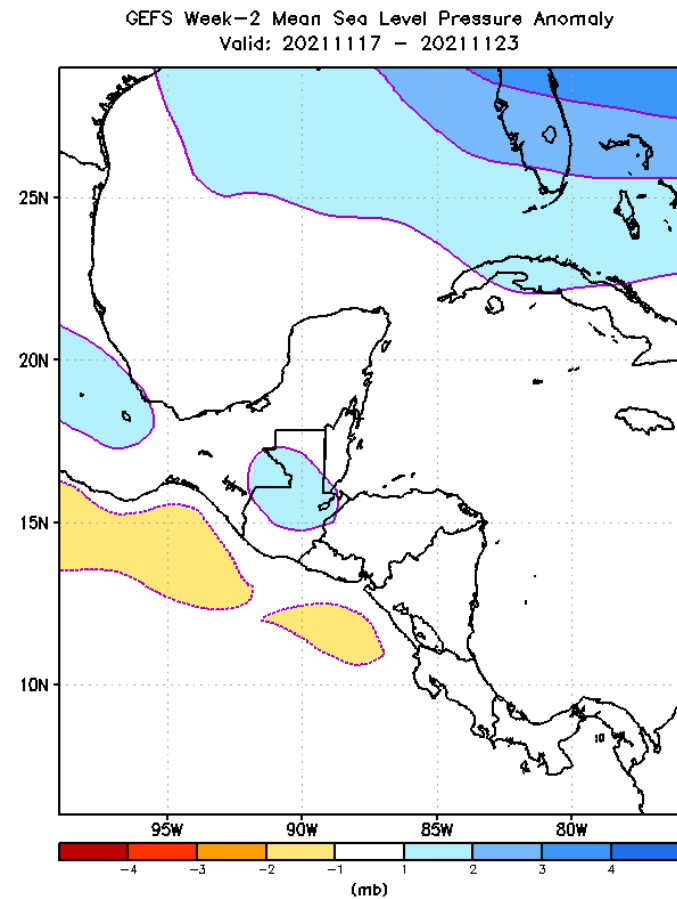 GEFS Week-2 Mean Sea Level Pressure Anomaly
Valid: 20211117 - 20211123
25N
20N
15N
10N
95W 90W 85W 80W
-4 -3 -2 -1 1 2 3 4
(mb)